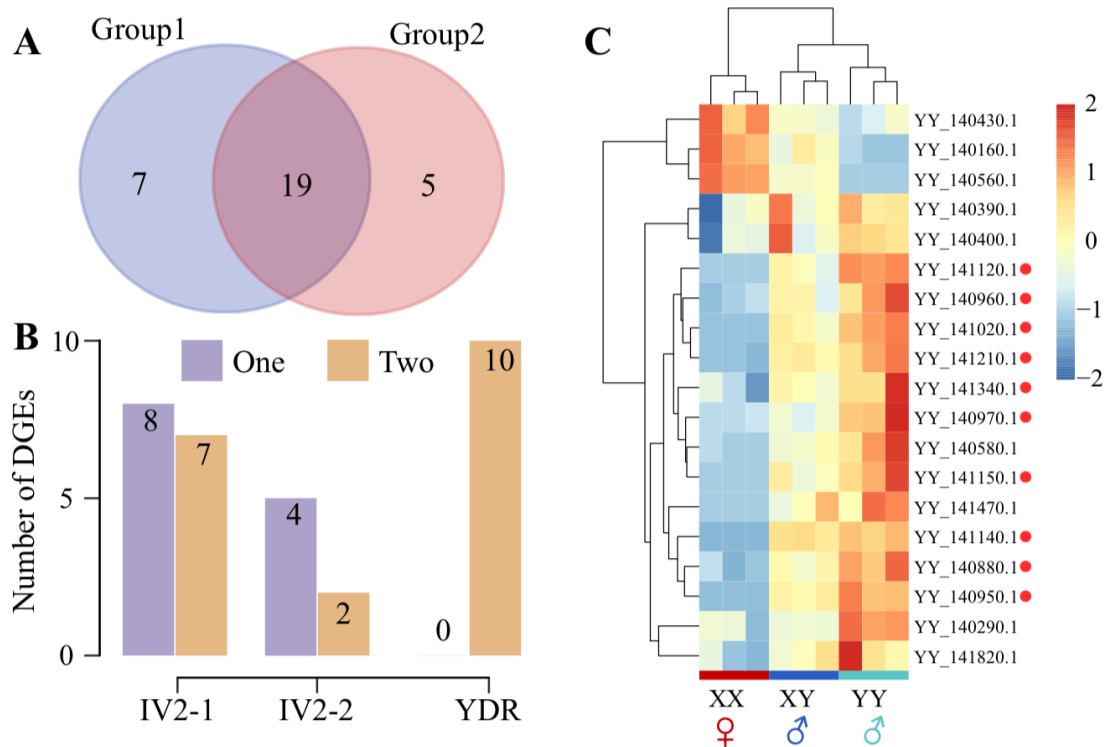 A
Group1
Group2
7
19
5
B
One
Two
Number of DGEs
10
5
0
8
7
4
2
0
10
IV2-1
IV2-2
YDR
C
YY_140430.1
YY_140160.1
YY_140560.1
YY_140390.1
YY_140400.1
YY_141120.1
YY_140960.1
YY_141020.1
YY_141210.1
YY_141340.1
YY_140970.1
YY_140580.1
YY_141150.1
YY_141470.1
YY_141140.1
YY_140880.1
YY_140950.1
YY_140290.1
YY_141820.1
2
1
0
−1
−2
XX
XY
YY
♀
♂
♂